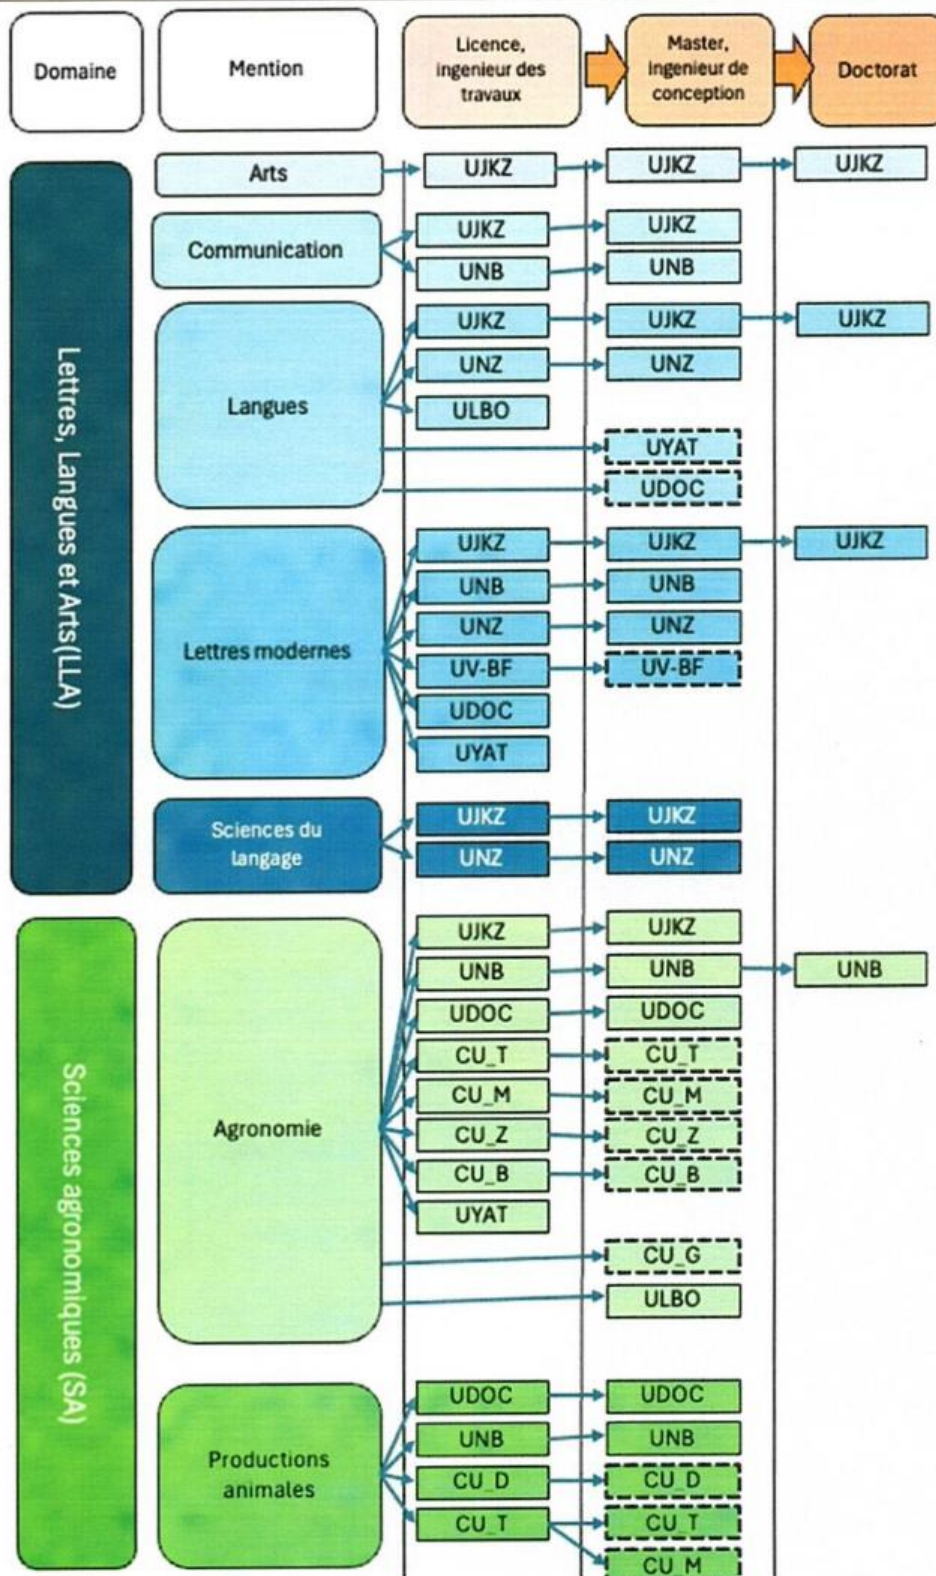 Domaine
Mention
Licence,
ingenieur des
travaux
Master,
ingenieur de
conception
Doctorat
Lettres, Langues et Arts(LLA)
Arts
UJKZ
UJKZ
UJKZ
Communication
UJKZ
UJKZ
UNB
UNB
Langues
UJKZ
UJKZ
UJKZ
UNZ
UNZ
ULBO
UYAT
UDOC
Lettres modernes
UJKZ
UJKZ
UJKZ
UNB
UNB
UNZ
UNZ
UV-BF
UV-BF
UDOC
UYAT
Sciences du
langage
UJKZ
UJKZ
UNZ
UNZ
Sciences agronomiques (SA)
Agronomie
UJKZ
UJKZ
UNB
UNB
UNB
UDOC
UDOC
CU_T
CU_T
CU_M
CU_M
CU_Z
CU_Z
CU_B
CU_B
UYAT
CU_G
ULBO
Productions
animales
UDOC
UDOC
UNB
UNB
CU_D
CU_D
CU_T
CU_T
CU_M